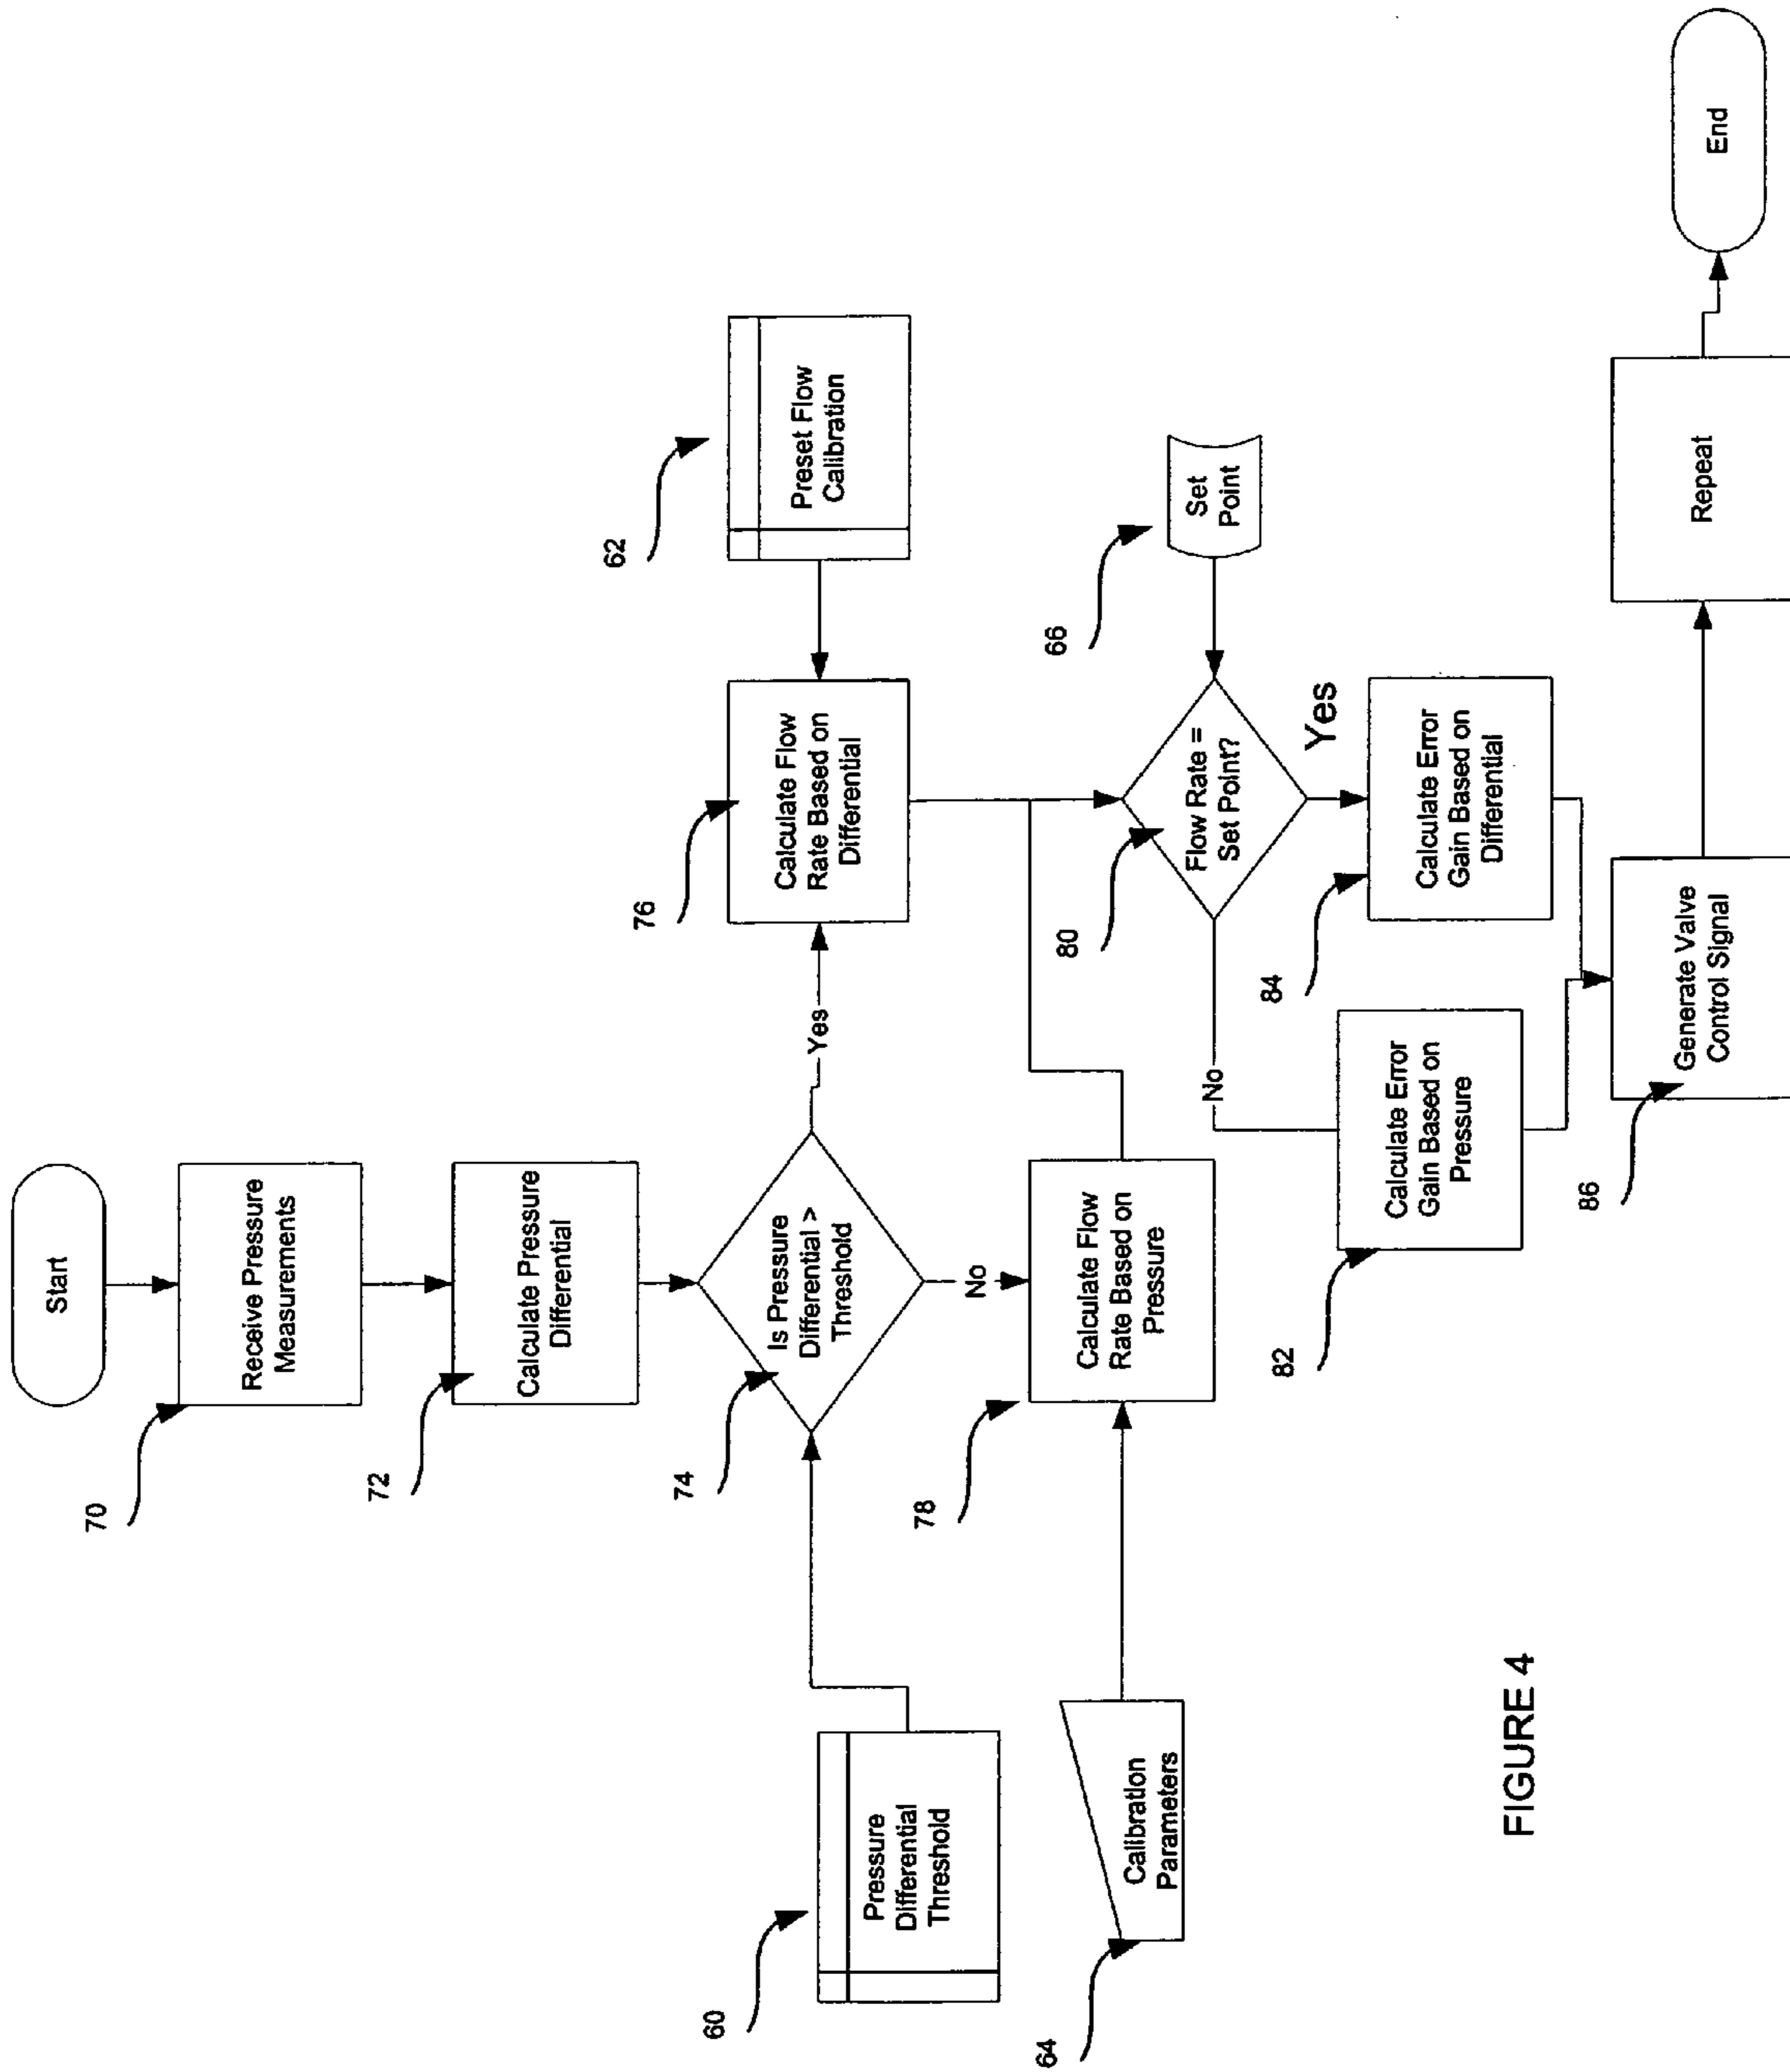 Start
70
Receive Pressure
Measurements
72
Calculate Pressure
Differential
60
Pressure
Differential
Threshold
74
Is Pressure
Differential >
Threshold
Yes
No
76
Calculate Flow
Rate Based on
Differential
62
Preset Flow
Calibration
64
Calibration
Parameters
78
Calculate Flow
Rate Based on
Pressure
80
Flow Rate =
Set Point?
66
Set
Point
No
Yes
82
Calculate Error
Gain Based on
Pressure
84
Calculate Error
Gain Based on
Differential
86
Generate Valve
Control Signal
Repeat
End
FIGURE 4